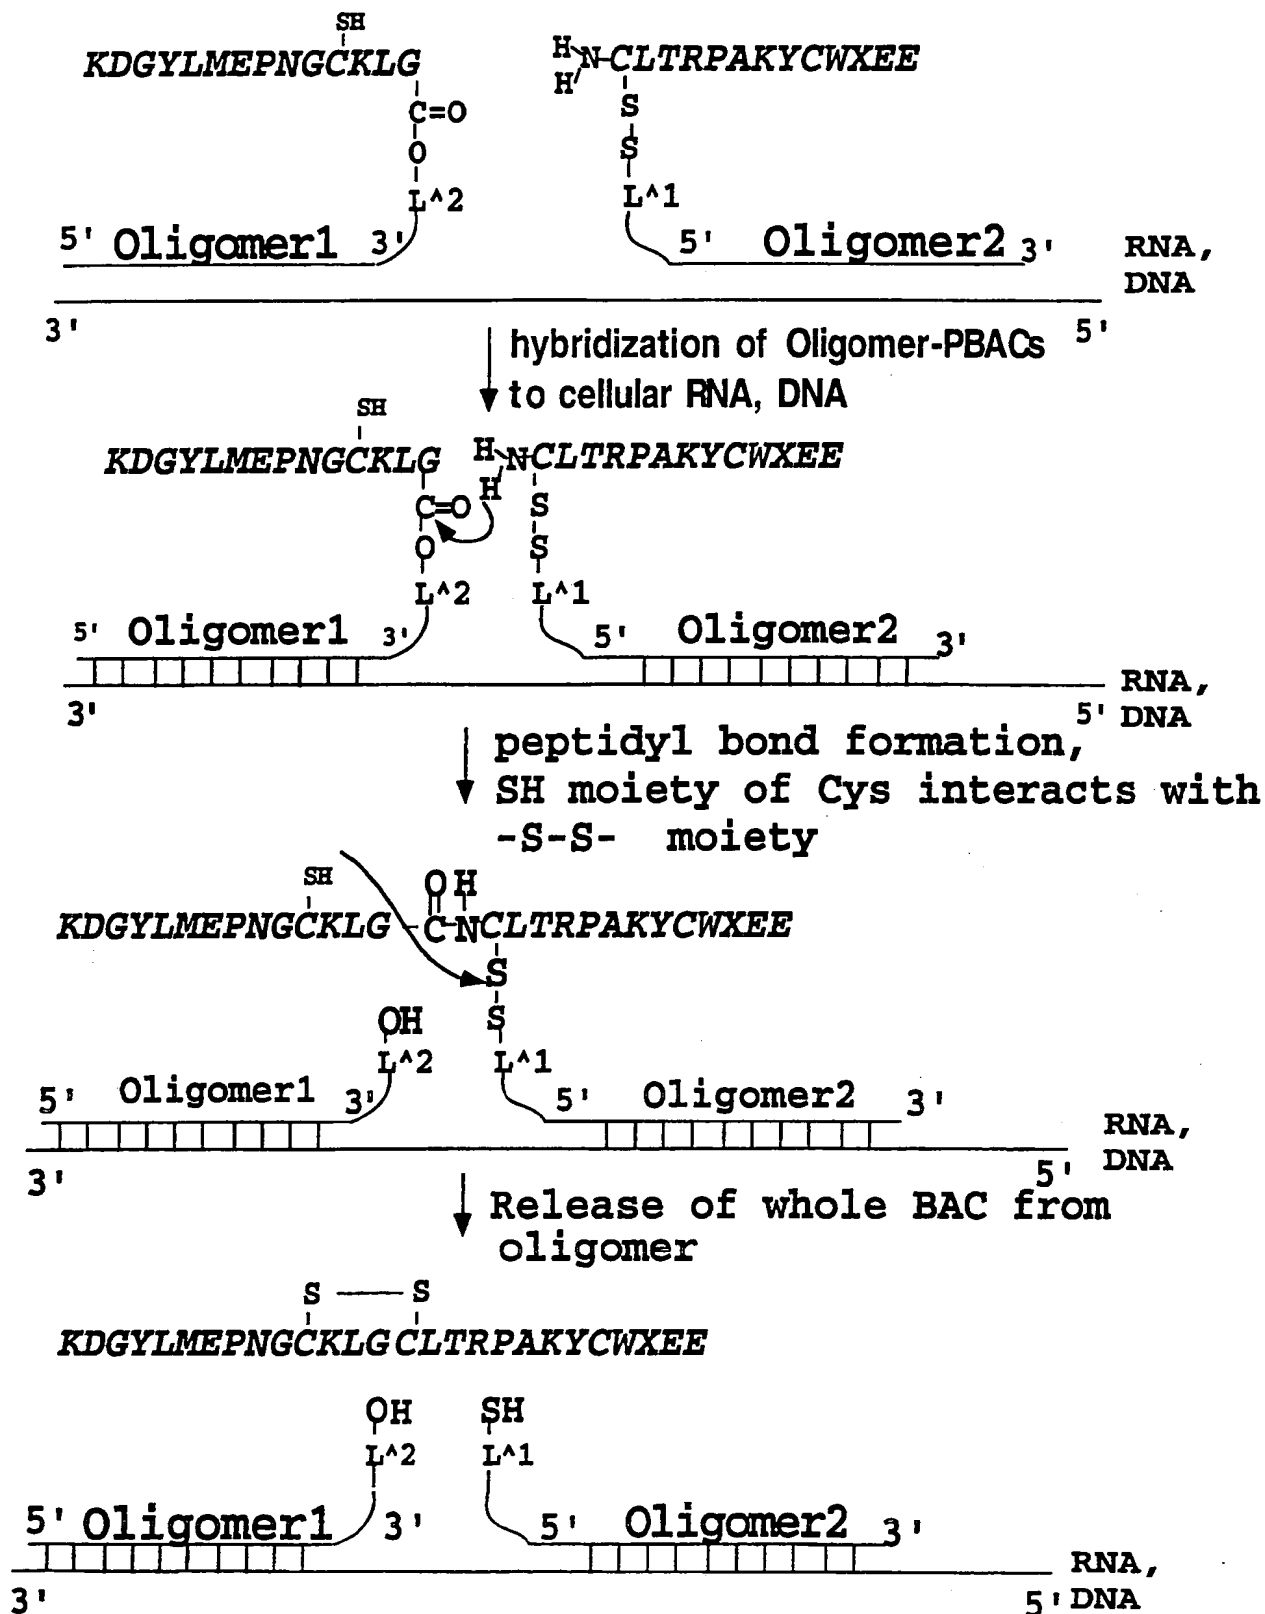 SH
KDGYLMEPNGCKLG
H
H
N-CLTRPAKYCWXEE
C=O
O
L^2
S
S
L^1
5' Oligomer1 3'
5' Oligomer2 3'
RNA,
DNA
3'
5'
hybridization of Oligomer-PBACs
to cellular RNA, DNA
SH
KDGYLMEPNGCKLG
H
H
N-CLTRPAKYCWXEE
C=O
O
L^2
S
S
L^1
5' Oligomer1 3'
5' Oligomer2 3'
RNA,
DNA
3'
5'
peptidyl bond formation,
SH moiety of Cys interacts with
-S-S- moiety
SH
O H
KDGYLMEPNGCKLG -C-NCLTRPAKYCWXEE
S
S
L^1
OH
L^2
5' Oligomer1 3'
5' Oligomer2 3'
RNA,
DNA
3'
5'
Release of whole BAC from
oligomer
S — S
KDGYLMEPNGCKLGCLTRPAKYCWXEE
OH
L^2
SH
L^1
5' Oligomer1 3'
5' Oligomer2 3'
RNA,
DNA
3'
5'